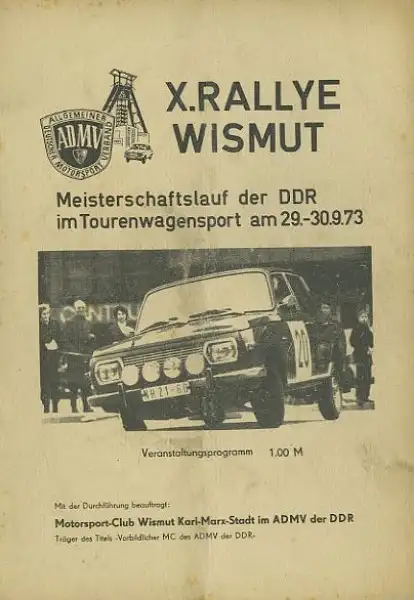 X.RALLYE
WISMUT
ALLGEMEINER
DEUTSCHER MOTORSPORT VERBAND
ADMV
Meisterschaftslauf der DDR
im Tourenwagensport am 29.-30.9.73
20
Veranstaltungsprogramm 1.00 M
Mit der Durchführung beauftragt:
Motorsport-Club Wismut Karl-Marx-Stadt im ADMV der DDR
Träger des Titels -Vorbildlicher MC des ADMV der DDR-